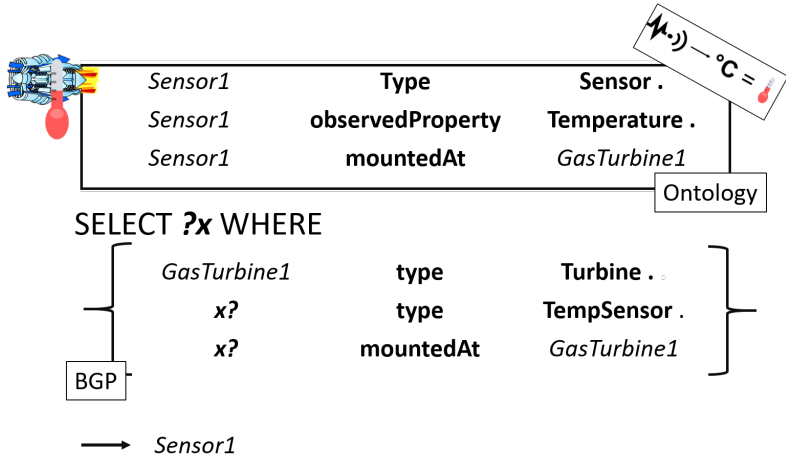 → °C =
Sensor1 Type Sensor .
Sensor1 observedProperty Temperature .
Sensor1 mountedAt GasTurbine1
Ontology
SELECT ?x WHERE
GasTurbine1 type Turbine .
x? type TempSensor .
x? mountedAt GasTurbine1
BGP
→ Sensor1